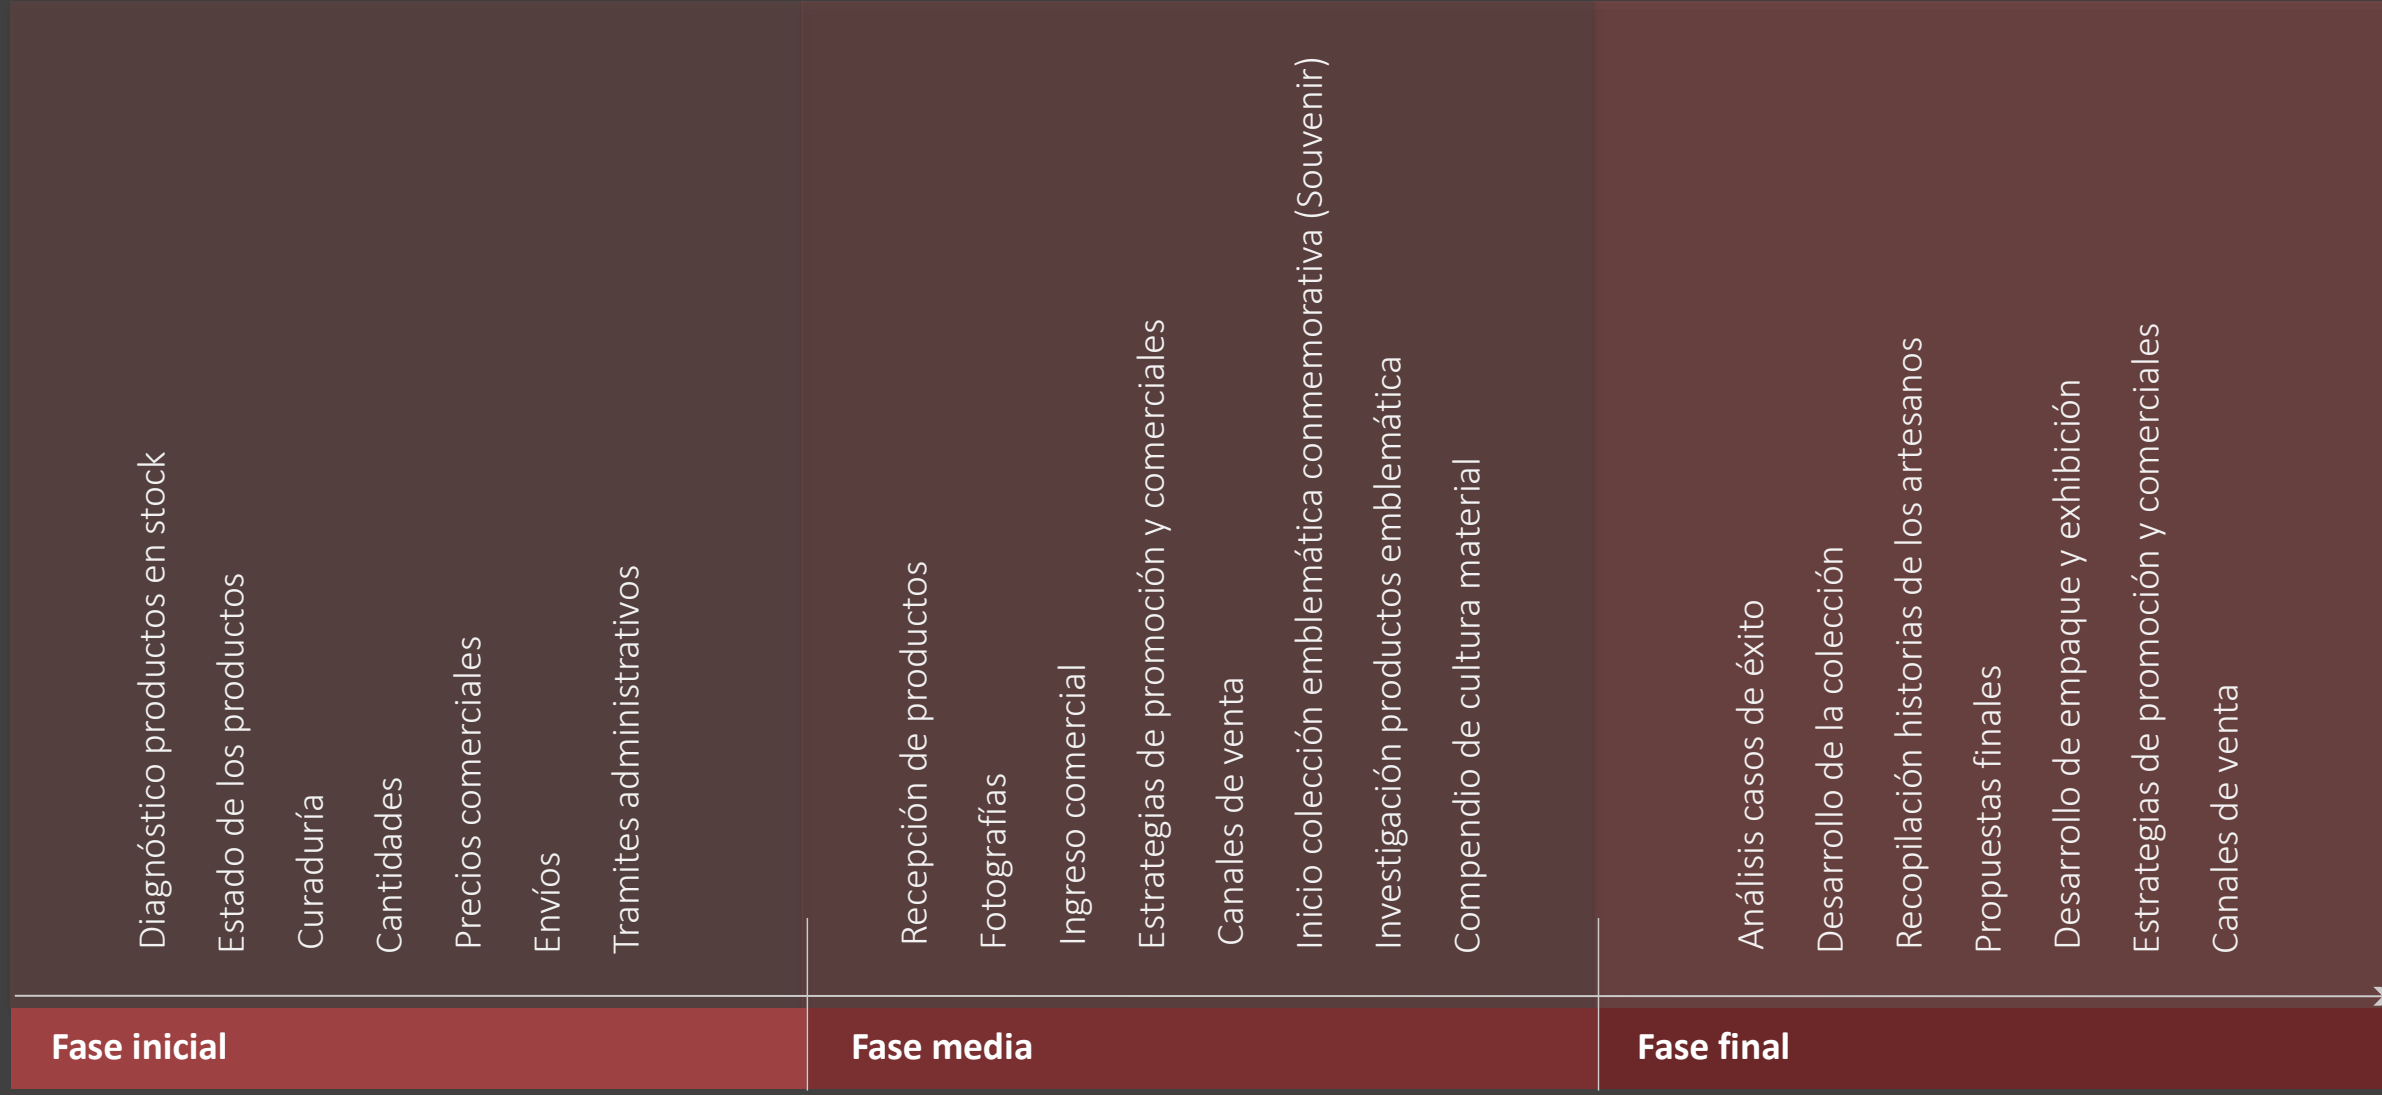 Diagnóstico productos en stock
Estado de los productos
Curaduría
Cantidades
Precios comerciales
Envíos
Tramites administrativos
Fase inicial
Recepción de productos
Fotografías
Ingreso comercial
Estrategias de promoción y comerciales
Canales de venta
Inicio colección emblemática conmemorativa (Souvenir)
Investigación productos emblemática
Compendio de cultura material
Fase media
Análisis casos de éxito
Desarrollo de la colección
Recopilación historias de los artesanos
Propuestas finales
Desarrollo de empaque y exhibición
Estrategias de promoción y comerciales
Canales de venta
Fase final